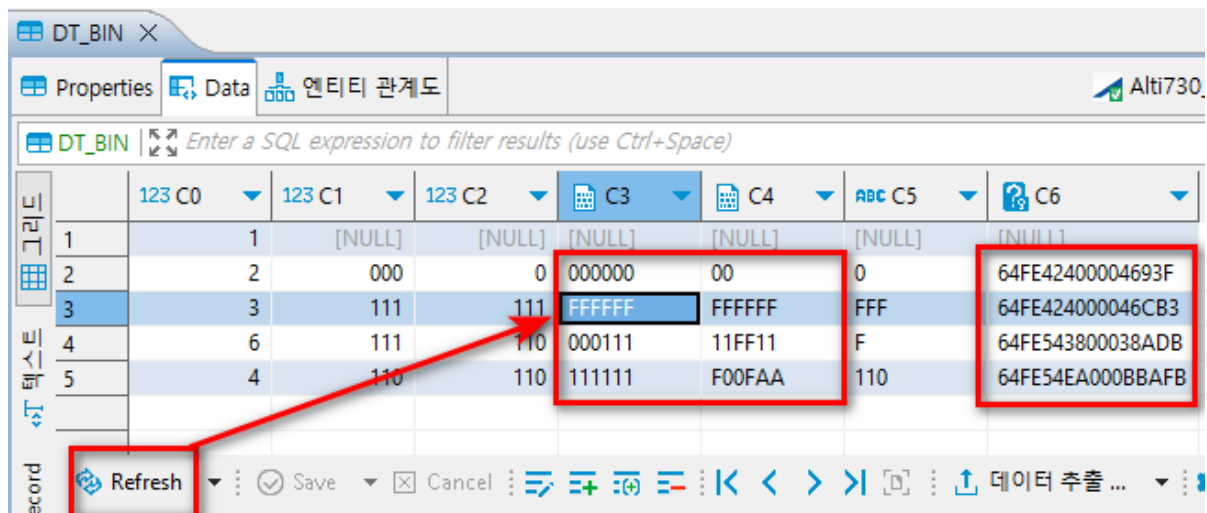 DT_BIN
Properties Data 엔티티 관계도 Alti730_
DT_BIN Enter a SQL expression to filter results (use Ctrl+Space)
123 C0 123 C1 123 C2 C3 C4 ABC C5 C6
1 1 [NULL] [NULL] [NULL] [NULL] [NULL] [NULL]
2 2 000 0 000000 00 0 64FE42400004693F
3 3 111 111 FFFFFF FFFFFF FFF 64FE424000046CB3
4 6 111 110 000111 11FF11 F 64FE543800038ADB
5 4 110 110 111111 F00FAA 110 64FE54EA000BBAFB
그리드
텍스트
Record
Refresh Save Cancel 데이터 추출 ...